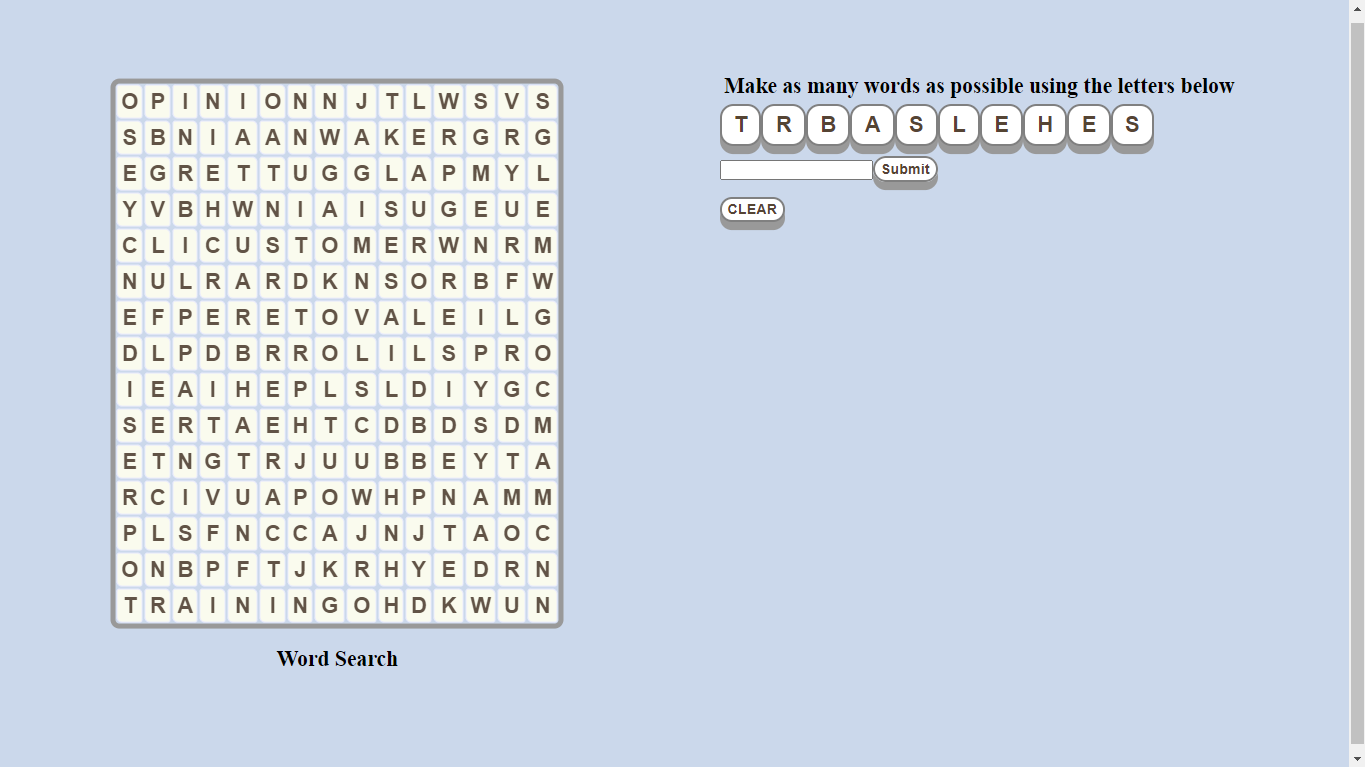 O P I N I O N N J T L W S V S
S B N I A A N W A K E R G R G
E G R E T T U G G L A P M Y L
Y V B H W N I A I S U G E U E
C L I C U S T O M E R W N R M
N U L R A R D K N S O R B F W
E F P E R E T O V A L E I L G
D L P D B R R O L I L S P R O
I E A I H E P L S L D I Y G C
S E R T A E H T C D B D S D M
E T N G T R J U U B B E Y T A
R C I V U A P O W H P N A M M
P L S F N C C A J N J T A O C
O N B P F T J K R H Y E D R N
T R A I N I N G O H D K W U N
Word Search
Make as many words as possible using the letters below
T R B A S L E H E S
Submit
CLEAR